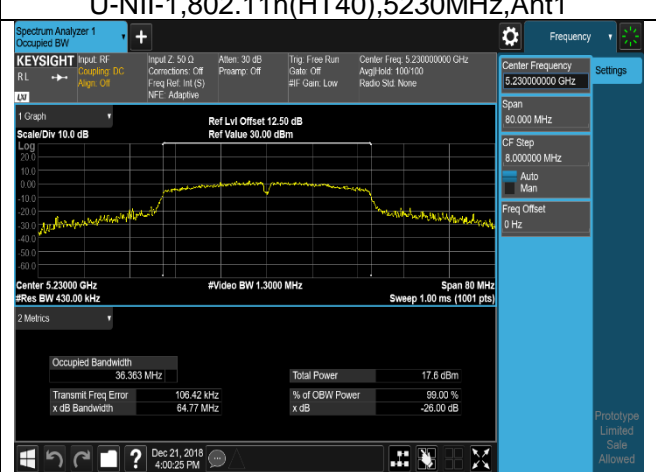 U-NII-1,802.11n(HT40),5230MHz,Ant1
Spectrum Analyzer 1
Occupied BW
Frequency
KEYSIGHT
RL
LXI
Input: RF
Coupling: DC
Align: Off
Input Z: 50 Ω
Corrections: Off
Freq Ref: Int (S)
NFE: Adaptive
Atten: 30 dB
Preamp: Off
Trig: Free Run
Gate: Off
#IF Gain: Low
Center Freq: 5.230000000 GHz
Avg|Hold: 100/100
Radio Std: None
Center Frequency
5.230000000 GHz
Settings
Span
80.000 MHz
CF Step
8.000000 MHz
Auto
Man
Freq Offset
0 Hz
1 Graph
Scale/Div 10.0 dB
Ref Lvl Offset 12.50 dB
Ref Value 30.00 dBm
Log
20.0
10.0
0.00
-10.0
-20.0
-30.0
-40.0
-50.0
-60.0
Center 5.23000 GHz
#Video BW 1.3000 MHz
Span 80 MHz
#Res BW 430.00 kHz
Sweep 1.00 ms (1001 pts)
2 Metrics
Occupied Bandwidth
36.363 MHz
Total Power 17.6 dBm
Transmit Freq Error 106.42 kHz
% of OBW Power 99.00 %
x dB Bandwidth 64.77 MHz
x dB -26.00 dB
Prototype
Limited
Sale
Allowed
?
Dec 21, 2018
4:00:25 PM